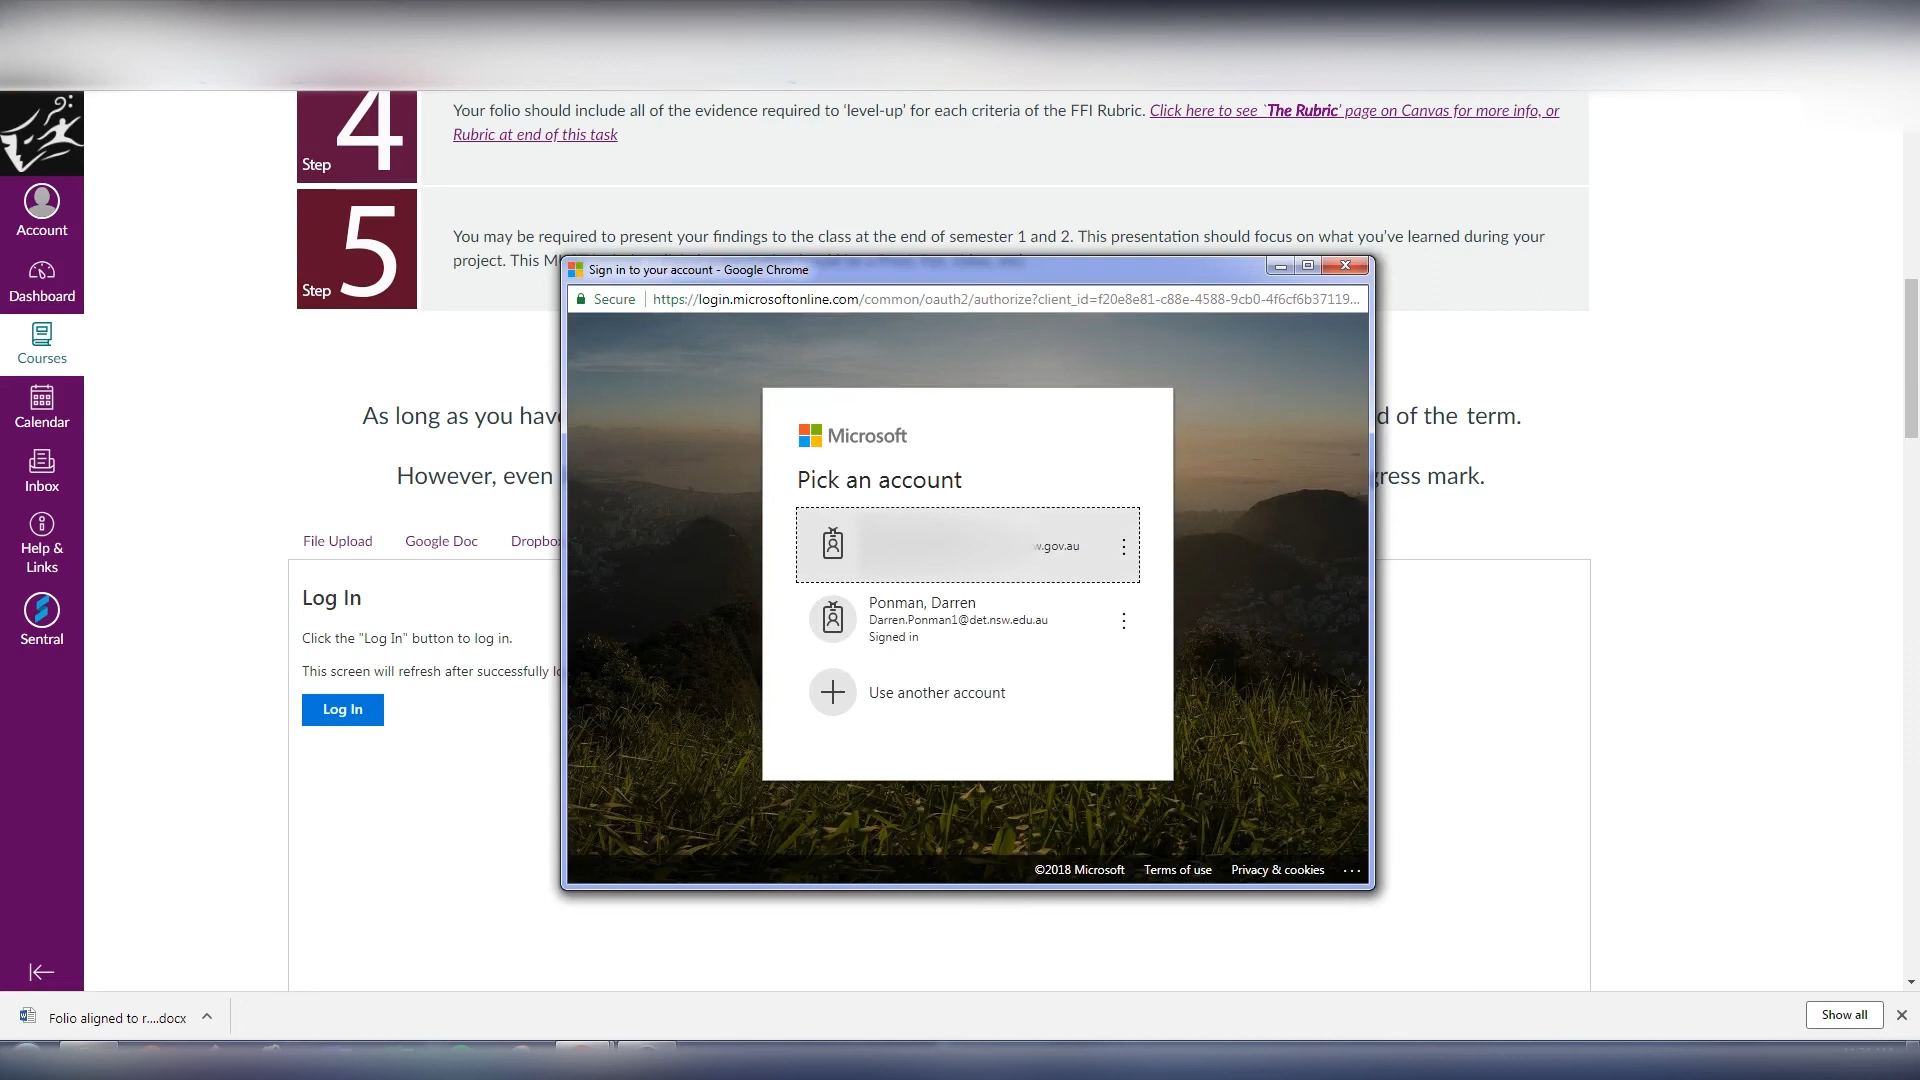 4
Step
Your folio should include all of the evidence required to ‘level-up’ for each criteria of the FFI Rubric. Click here to see `The Rubric’ page on Canvas for more info, or
Rubric at end of this task
5
Step
You may be required to present your findings to the class at the end of semester 1 and 2. This presentation should focus on what you’ve learned during your
project. This
Account
Dashboard
Courses
Calendar
Inbox
Help &
Links
Sentral
As long as you have
d of the term.
However, even
gress mark.
File Upload
Google Doc
Dropbox
Log In
Click the "Log In" button to log in.
This screen will refresh after successfully lo
Log In
Sign in to your account - Google Chrome
Secure
https://login.microsoftonline.com/common/oauth2/authorize?client_id=f20e8e81-c88e-4588-9cb0-4f6cf6b37119...
Microsoft
Pick an account
w.gov.au
Ponman, Darren
Darren.Ponman1@det.nsw.edu.au
Signed in
Use another account
©2018 Microsoft
Terms of use
Privacy & cookies
...
Folio aligned to r....docx
Show all